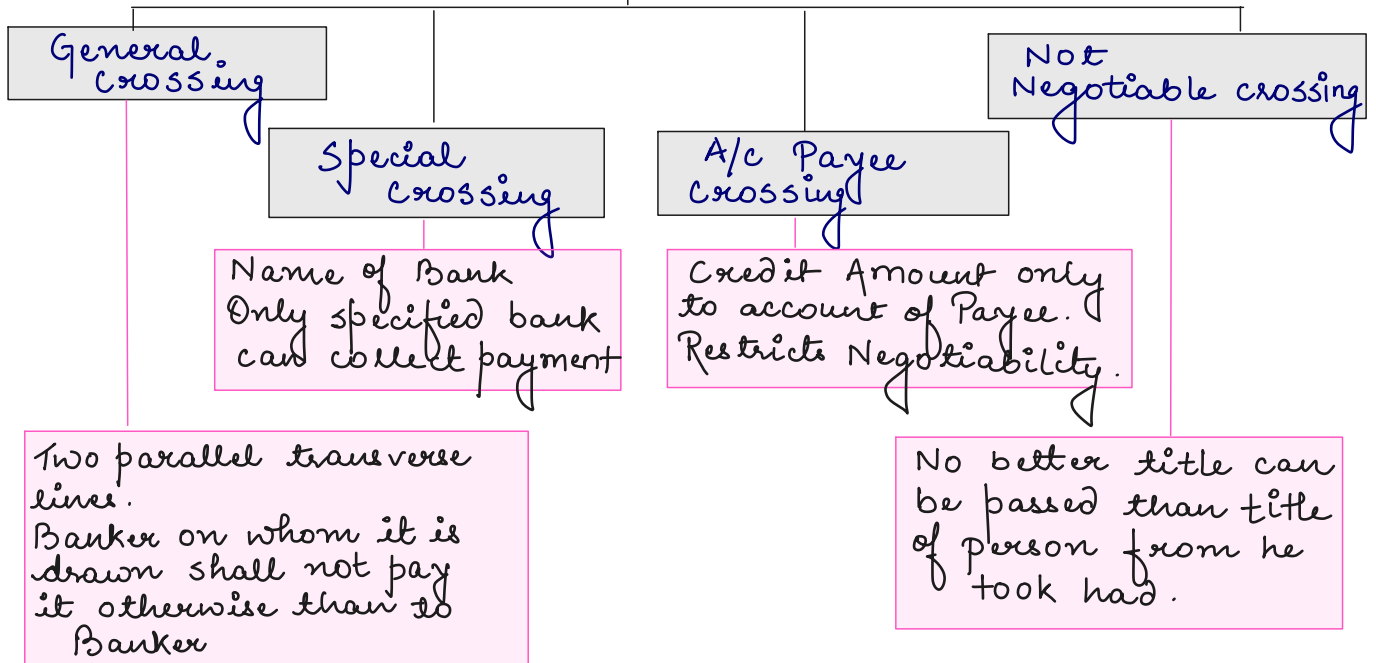 General
crossing
Special
crossing
A/c Payee
crossing
Not
Negotiable crossing
Name of Bank
Only specified bank
can collect payment
Credit Amount only
to account of Payee.
Restricts Negotiability.
Two parallel transverse
lines.
Banker on whom it is
drawn shall not pay
it otherwise than to
Banker
No better title can
be passed than title
of person from he
took had.